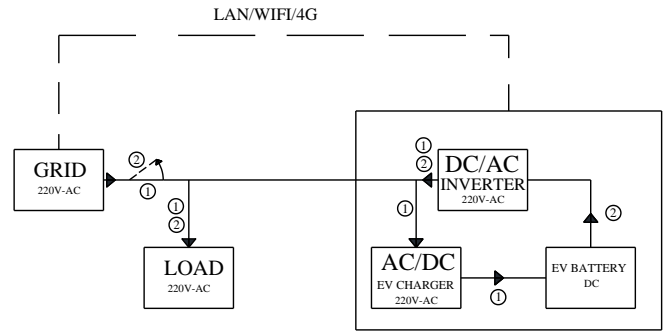 LAN/WIFI/4G
GRID
220V-AC
2
1
1
2
LOAD
220V-AC
1
2
DC/AC
INVERTER
220V-AC
1
2
AC/DC
EV CHARGER
220V-AC
1
EV BATTERY
DC